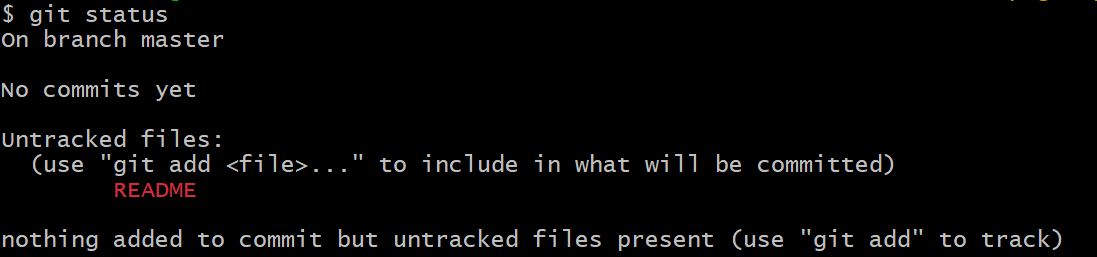 $ git status
On branch master
No commits yet
Untracked files:
(use "git add <file>..." to include in what will be committed)
README
nothing added to commit but untracked files present (use "git add" to track)